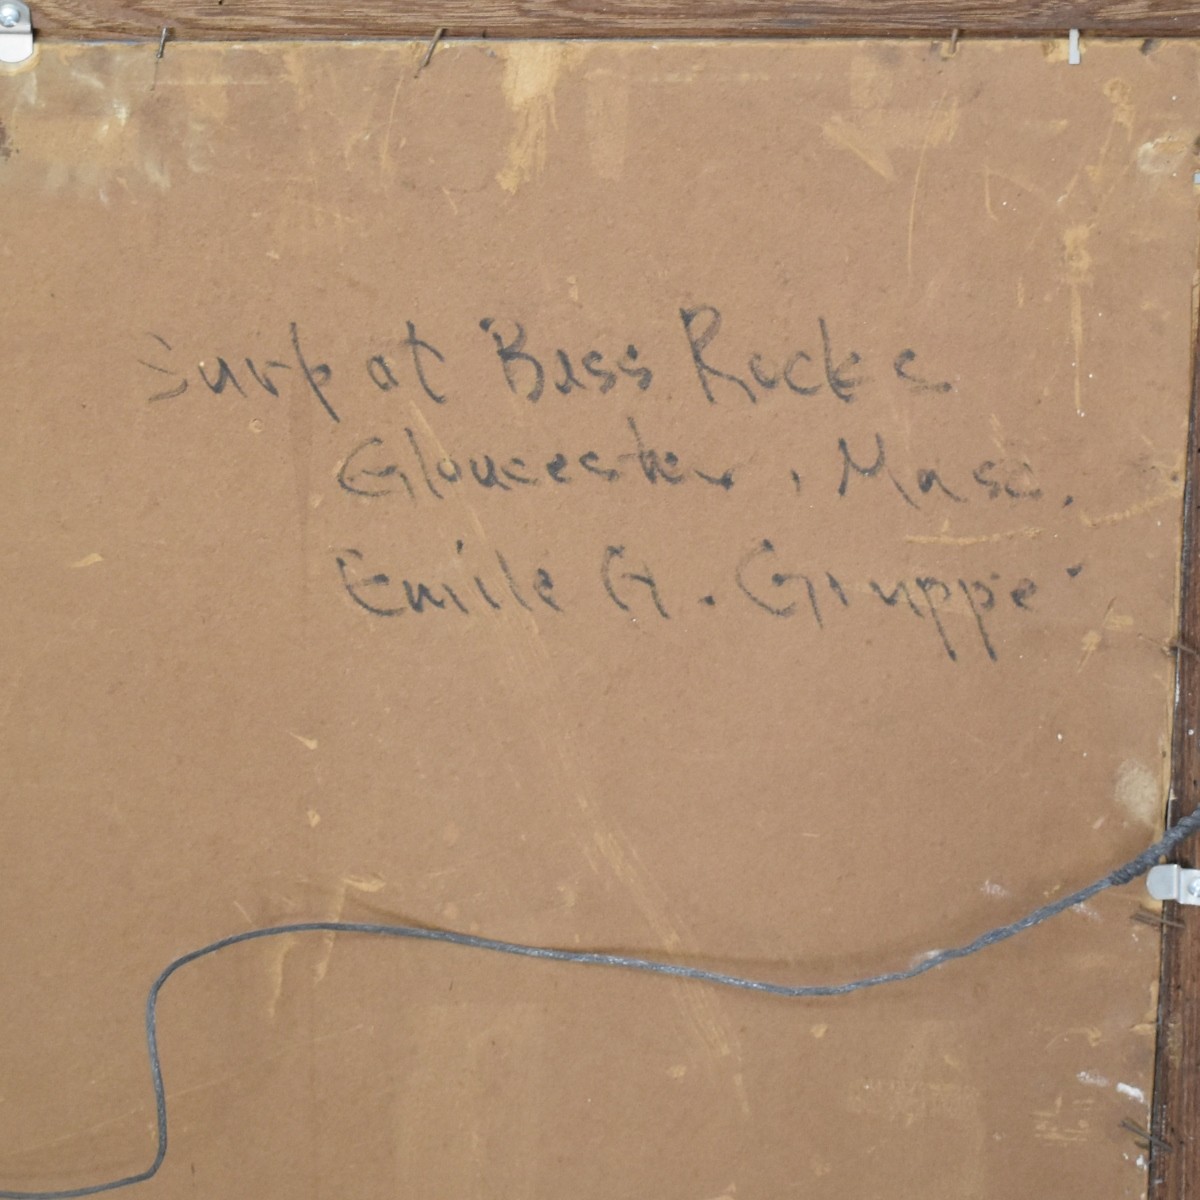 Surf at Bass Rocks
Gloucester, Mass.
Emile G. Gruppe